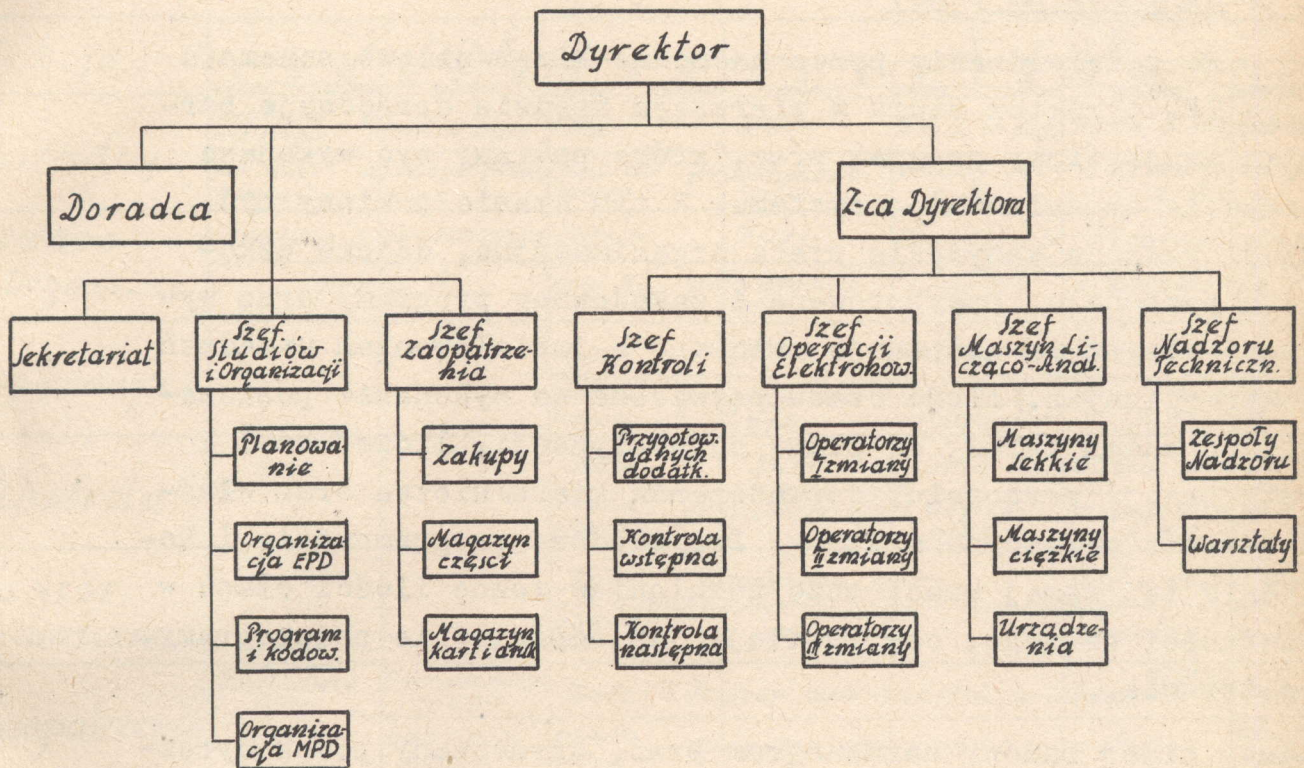 Dyrektor
Doradca
Z-ca Dyrektora
Sekretariat
Szef
Studiów
i Organizacji
Szef
Zaopatrze-
nia
Szef
Kontroli
Szef
Operacji
Elektronow.
Szef
Maszyn Li-
cząco-Anal.
Szef
Nadzoru
Techniczn.
Planowa-
nie
Organiza-
cja EPD
Program
i kodow.
Organiza-
cja MPD
Zakupy
Magazyn
części
Magazyn
kart i druk
Przygotow.
danych
dodatk.
Kontrola
wstępna
Kontrola
następna
Operatorzy
I zmiany
Operatorzy
II zmiany
Operatorzy
III zmiany
Maszyny
Lekkie
Maszyny
ciężkie
Urządze-
nia
Zespoły
Nadzoru
Warsztaty